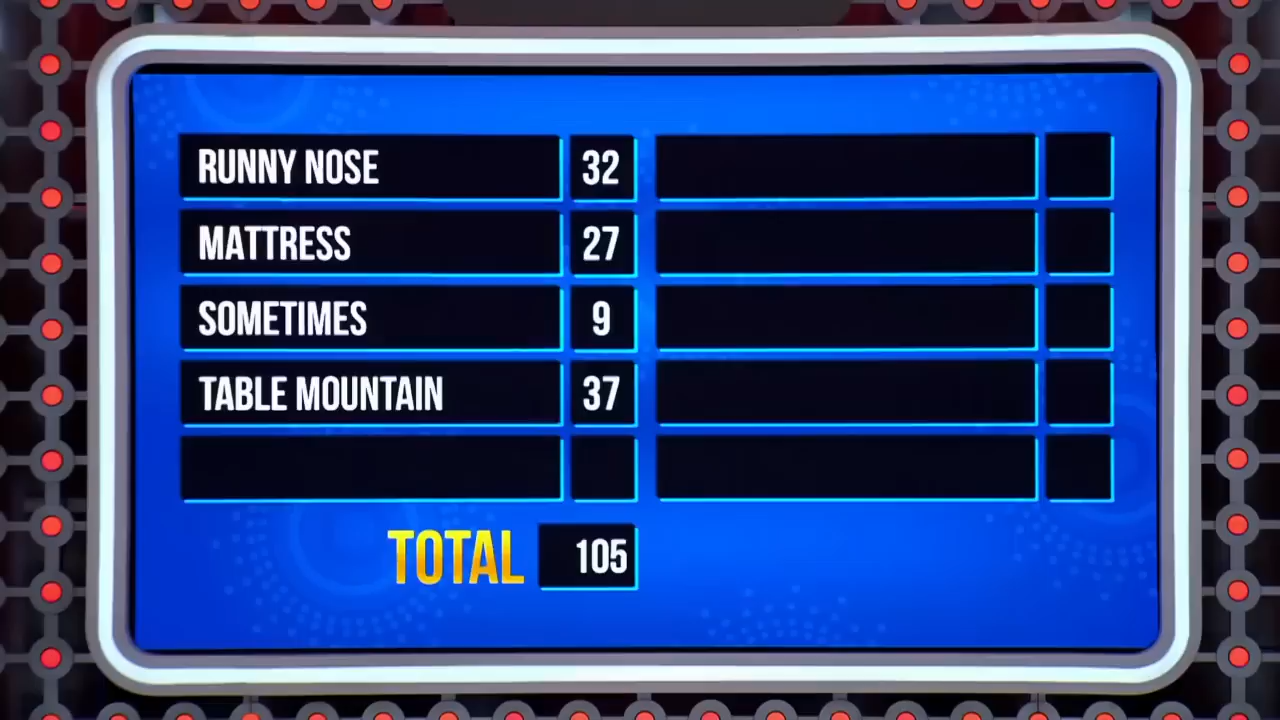 RUNNY NOSE 32
MATTRESS 27
SOMETIMES 9
TABLE MOUNTAIN 37
TOTAL 105